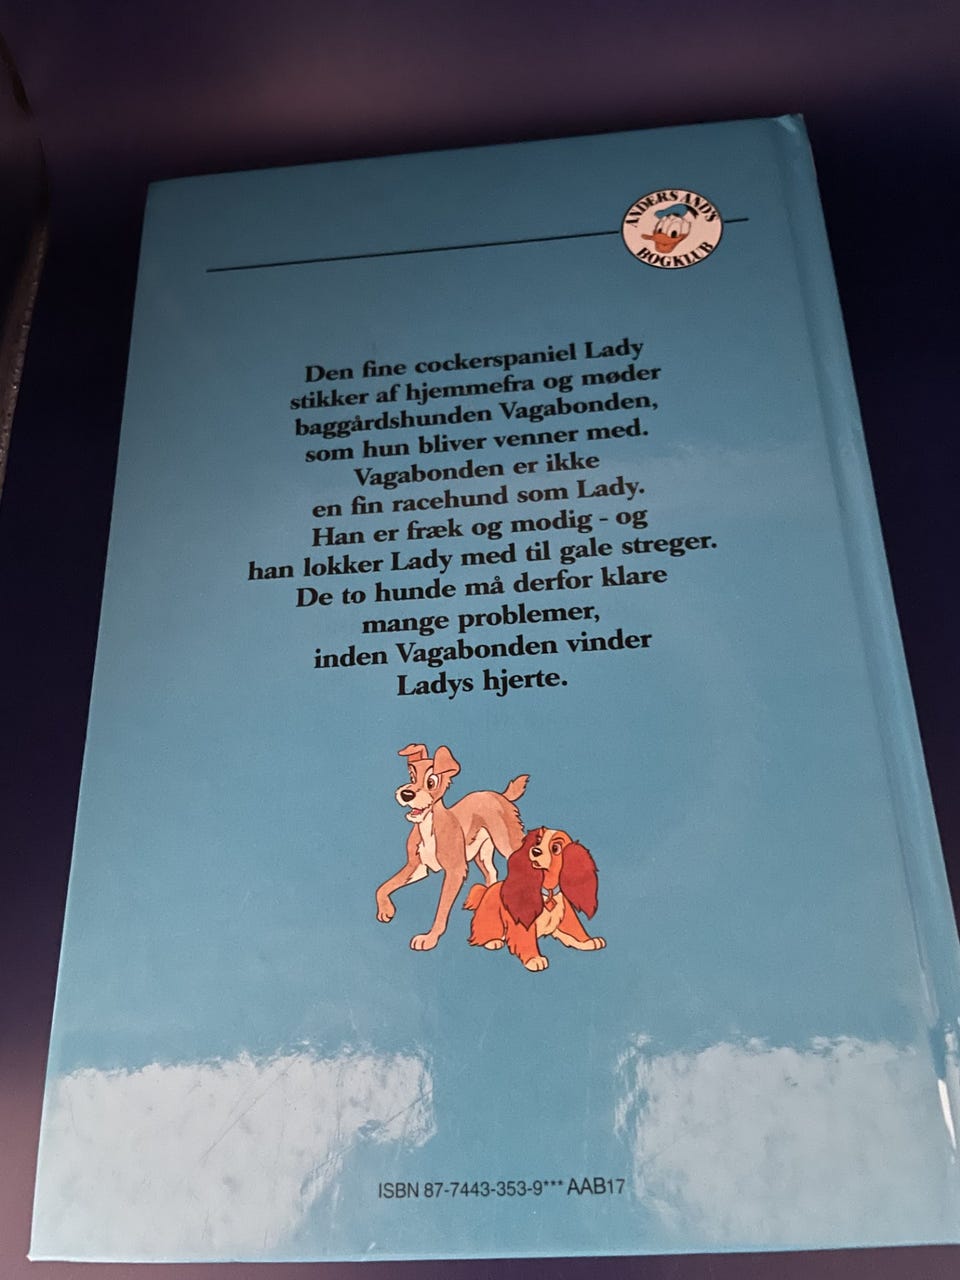 ANDERS AND'S
BOGKLUB
Den fine cockerspaniel Lady
stikker af hjemmefra og møder
baggårdshunden Vagabonden,
som hun bliver venner med.
Vagabonden er ikke
en fin racehund som Lady.
Han er fræk og modig - og
han lokker Lady med til gale streger.
De to hunde må derfor klare
mange problemer,
inden Vagabonden vinder
Ladys hjerte.
ISBN 87-7443-353-9*** AAB17